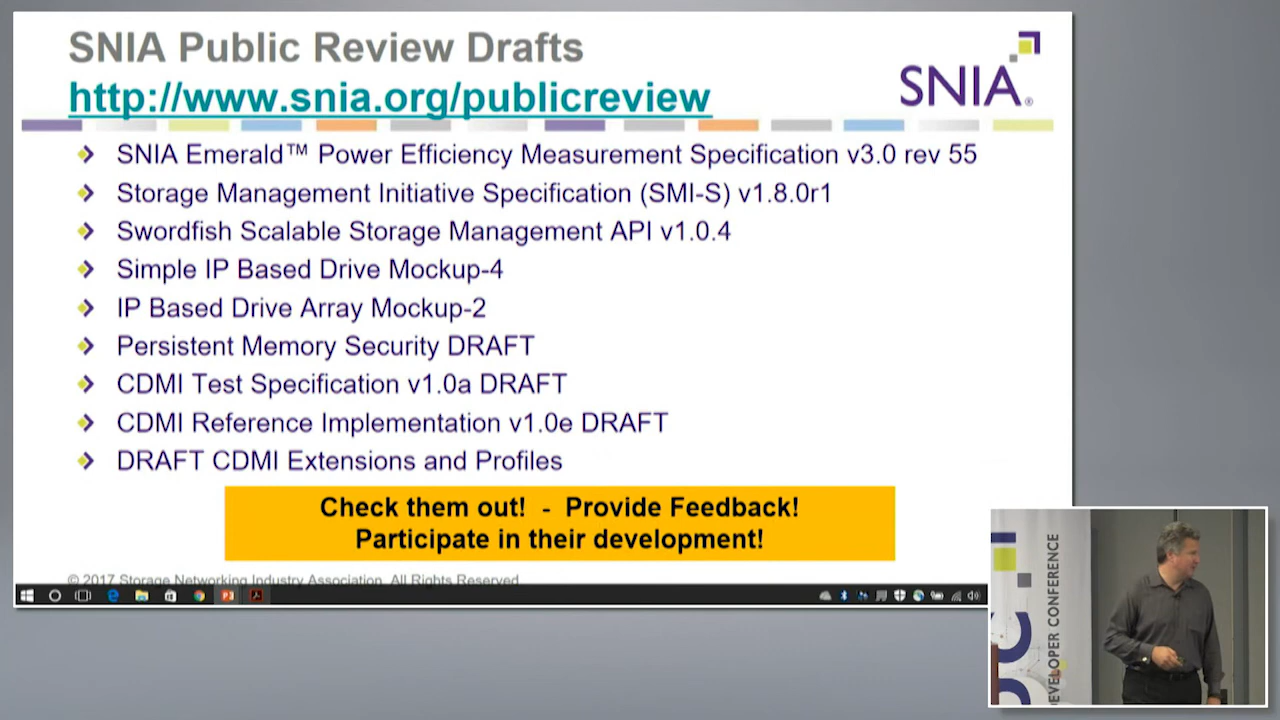 SNIA Public Review Drafts
http://www.snia.org/publicreview
SNIA®
SNIA Emerald™ Power Efficiency Measurement Specification v3.0 rev 55
Storage Management Initiative Specification (SMI-S) v1.8.0r1
Swordfish Scalable Storage Management API v1.0.4
Simple IP Based Drive Mockup-4
IP Based Drive Array Mockup-2
Persistent Memory Security DRAFT
CDMI Test Specification v1.0a DRAFT
CDMI Reference Implementation v1.0e DRAFT
DRAFT CDMI Extensions and Profiles
Check them out! - Provide Feedback!
Participate in their development!
© 2017 Storage Networking Industry Association. All Rights Reserved.
DEVELOPER CONFERENCE